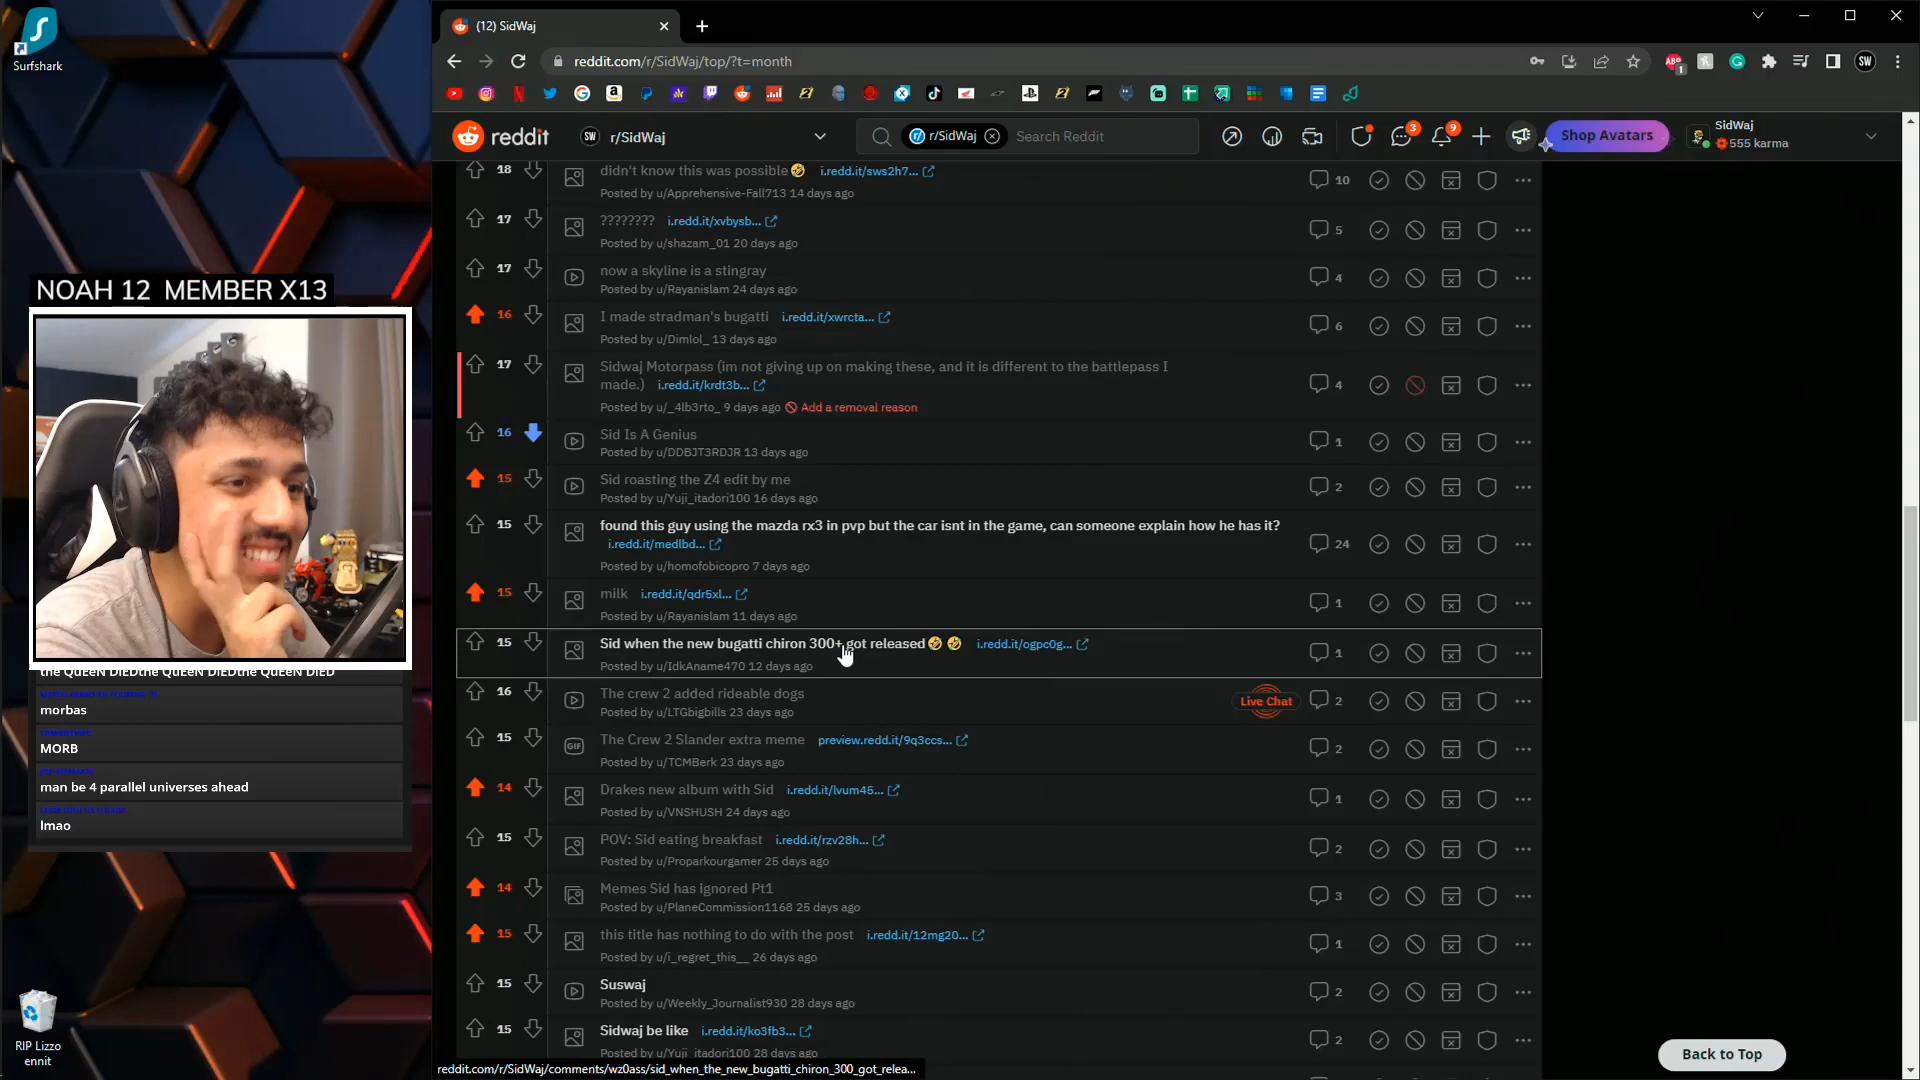 Surfshark
(12) SidWaj
reddit.com/r/SidWaj/top/?t=month
reddit
r/SidWaj
r/SidWaj
Search Reddit
3
9
Shop Avatars
SidWaj
555 karma
18
didn't know this was possible🤣 i.redd.it/sws2h7...
Posted by u/Apprehensive-Fall713 14 days ago
10
17
???????? i.redd.it/xvbysb...
Posted by u/shazam_01 20 days ago
5
17
now a skyline is a stingray
Posted by u/Rayanislam 24 days ago
4
16
I made stradman's bugatti i.redd.it/xwrcta...
Posted by u/Dimlol_ 13 days ago
6
17
Sidwaj Motorpass (im not giving up on making these, and it is different to the battlepass I
made.) i.redd.it/krdt3b...
Posted by u/_4lb3rto_ 9 days ago Add a removal reason
4
16
Sid Is A Genius
Posted by u/DDBJT3RDJR 13 days ago
1
15
Sid roasting the Z4 edit by me
Posted by u/Yuji_itadori100 16 days ago
2
15
found this guy using the mazda rx3 in pvp but the car isnt in the game, can someone explain how he has it?
i.redd.it/medlbd...
Posted by u/homofobicopro 7 days ago
24
15
milk i.redd.it/qdr5xl...
Posted by u/Rayanislam 11 days ago
1
15
Sid when the new bugatti chiron 300+ got released🤣 🤣 i.redd.it/ogpc0g...
Posted by u/IdkAname470 12 days ago
1
16
The crew 2 added rideable dogs
Posted by u/LTGbigbills 23 days ago
Live Chat
2
15
GIF
The Crew 2 Slander extra meme preview.redd.it/9q3ccs...
Posted by u/TCMBerk 23 days ago
2
14
Drakes new album with Sid i.redd.it/lvum45...
Posted by u/VNSHUSH 24 days ago
1
15
POV: Sid eating breakfast i.redd.it/rzv28h...
Posted by u/Proparkourgamer 25 days ago
2
14
Memes Sid has ignored Pt1
Posted by u/PlaneCommission1168 25 days ago
3
15
this title has nothing to do with the post i.redd.it/12mg20...
Posted by u/i_regret_this__ 26 days ago
1
15
Suswaj
Posted by u/Weekly_Journalist930 28 days ago
2
15
Sidwaj be like i.redd.it/ko3fb3...
Posted by u/Yuji_itadori100 28 days ago
2
reddit.com/r/SidWaj/comments/wz0ass/sid_when_the_new_bugatti_chiron_300_got_relea...
Back to Top
NOAH 12 MEMBER X13
the QueeN DIEDthe QueeN DIEDthe QueeN DIED
morbas
MORB
man be 4 parallel universes ahead
lmao
RIP Lizzo
ennit